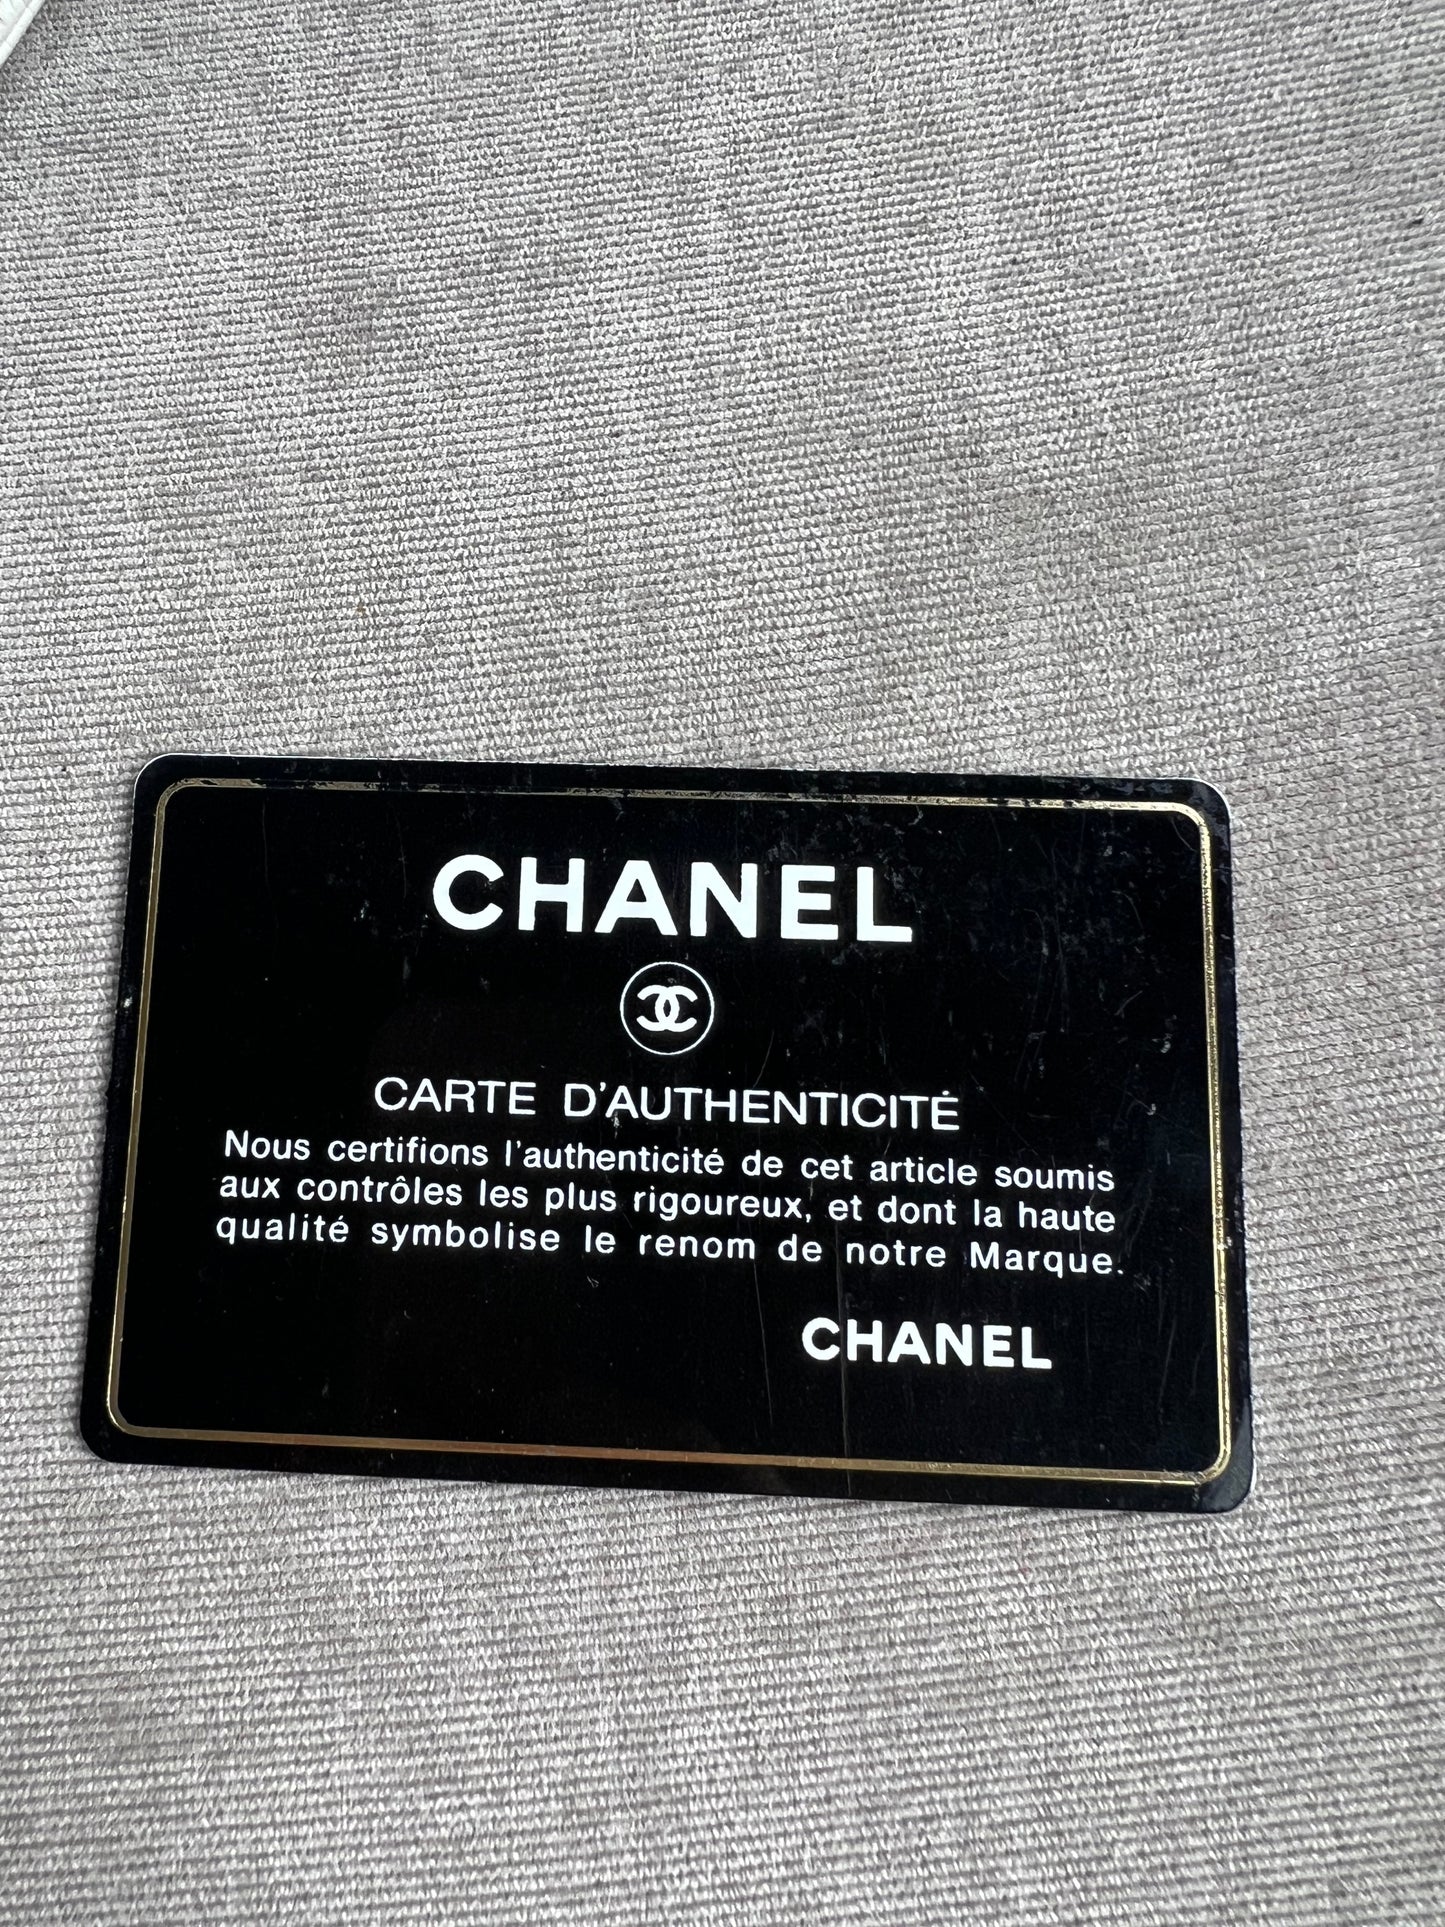 CHANEL
CARTE D'AUTHENTICITÉ
Nous certifions l'authenticité de cet article soumis
aux contrôles les plus rigoureux, et dont la haute
qualité symbolise le renom de notre Marque.
CHANEL